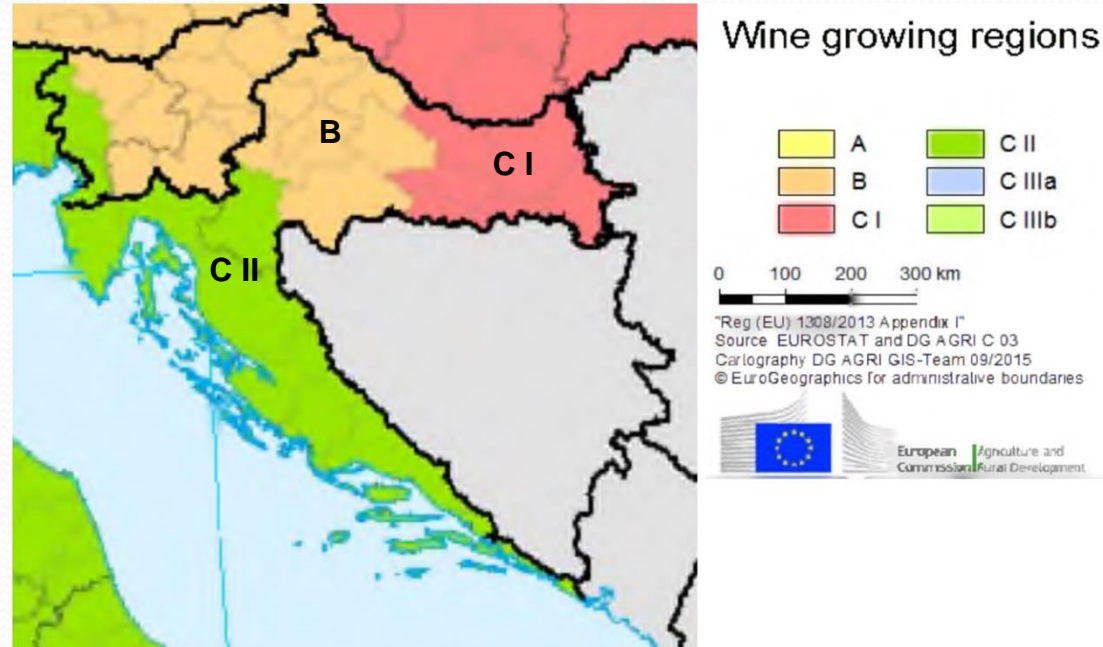 Wine growing regions
B
C I
C II
A
C II
B
C IIIa
C I
C IIIb
0 100 200 300 km
"Reg (EU) 1308/2013 Appendix I"
Source EUROSTAT and DG AGRI C 03
Cartography DG AGRI GIS-Team 09/2015
© EuroGeographics for administrative boundaries
European
Commission
Agriculture and
Rural Development